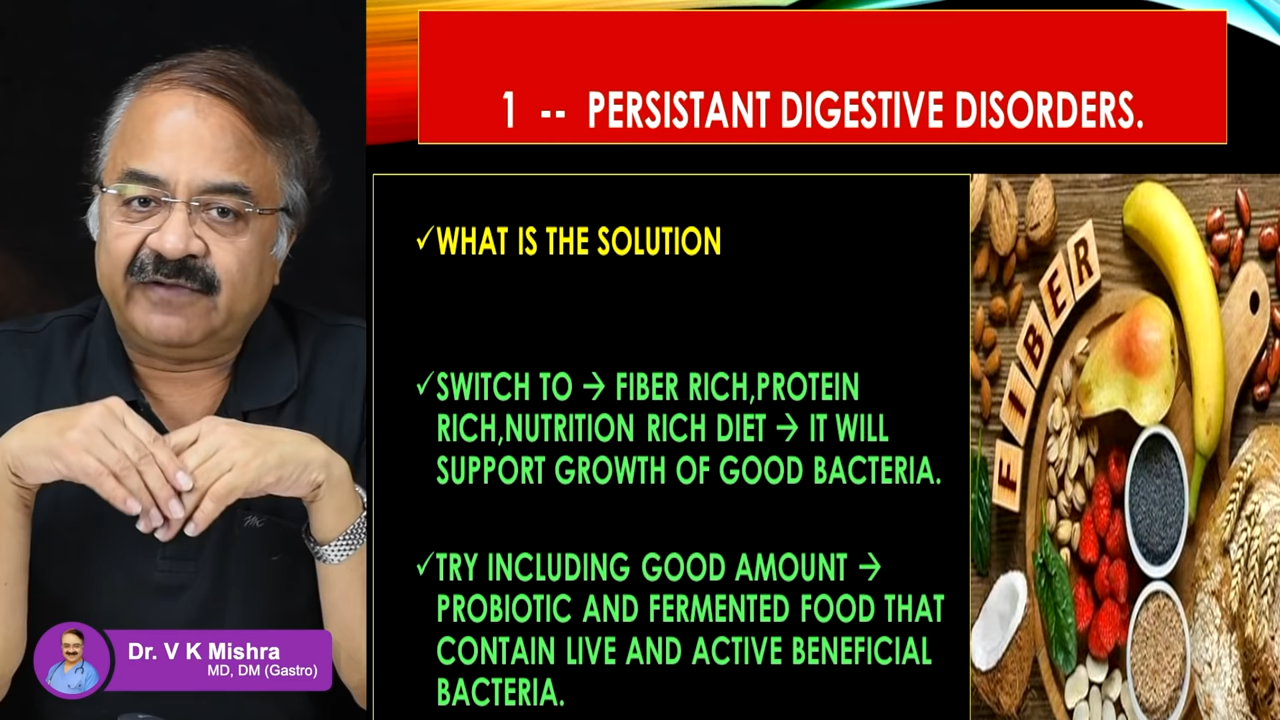 1 -- PERSISTANT DIGESTIVE DISORDERS.
✓WHAT IS THE SOLUTION
✓SWITCH TO → FIBER RICH,PROTEIN
RICH,NUTRITION RICH DIET → IT WILL
SUPPORT GROWTH OF GOOD BACTERIA.
✓TRY INCLUDING GOOD AMOUNT →
PROBIOTIC AND FERMENTED FOOD THAT
CONTAIN LIVE AND ACTIVE BENEFICIAL
BACTERIA.
FIBER
Dr. V K Mishra
MD, DM (Gastro)